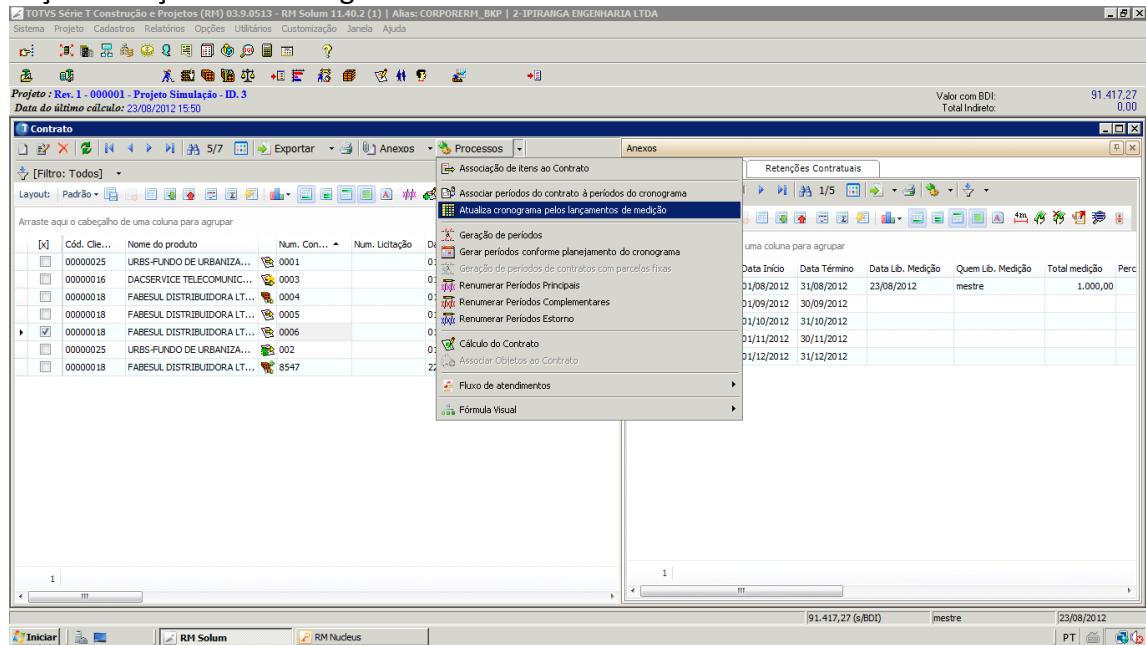 TOTVS Série T Construção e Projetos (RM) 03.9.0513 - RM Solum 11.40.2 (1) | Alias: CORPORERM_BKP | 2-IPIRANGA ENGENHARIA LTDA
Sistema Projeto Cadastros Relatórios Opções Utilitários Customização Janela Ajuda
Projeto : Rev. 1 - 000001 - Projeto Simulação - ID. 3
Valor com BDI: 91.417,27
Data do último cálculo: 23/08/2012 15:50
Total Indireto: 0,00
Contrato
5/7 Exportar Anexos Processos
Anexos
[Filtro: Todos]
Layout: Padrão
Arraste aqui o cabeçalho de uma coluna para agrupar
[x] Cód. Clie... Nome do produto Num. Con... Num. Licitação
00000025 URBS-FUNDO DE URBANIZA... 0001
00000016 DACSERVICE TELECOMUNIC... 0003
00000018 FABESUL DISTRIBUIDORA LT... 0004
00000018 FABESUL DISTRIBUIDORA LT... 0005
00000018 FABESUL DISTRIBUIDORA LT... 0006
00000025 URBS-FUNDO DE URBANIZA... 002
00000018 FABESUL DISTRIBUIDORA LT... 8547
1
Associação de itens ao Contrato
Associar períodos do contrato à períodos do cronograma
Atualiza cronograma pelos lançamentos de medição
Geração de períodos
Gerar períodos conforme planejamento do cronograma
Geração de períodos de contratos com parcelas fixas
Renumerar Períodos Principais
Renumerar Períodos Complementares
Renumerar Períodos Estorno
Cálculo do Contrato
Associar Objetos ao Contrato
Fluxo de atendimentos
Fórmula Visual
Retenções Contratuais
1/5
uma coluna para agrupar
Data Início Data Término Data Lib. Medição Quem Lib. Medição Total medição Perc
01/08/2012 31/08/2012 23/08/2012 mestre 1.000,00
01/09/2012 30/09/2012
01/10/2012 31/10/2012
01/11/2012 30/11/2012
01/12/2012 31/12/2012
1
91.417,27 (s/BDI) mestre 23/08/2012
Iniciar RM Solum RM Nucleus PT